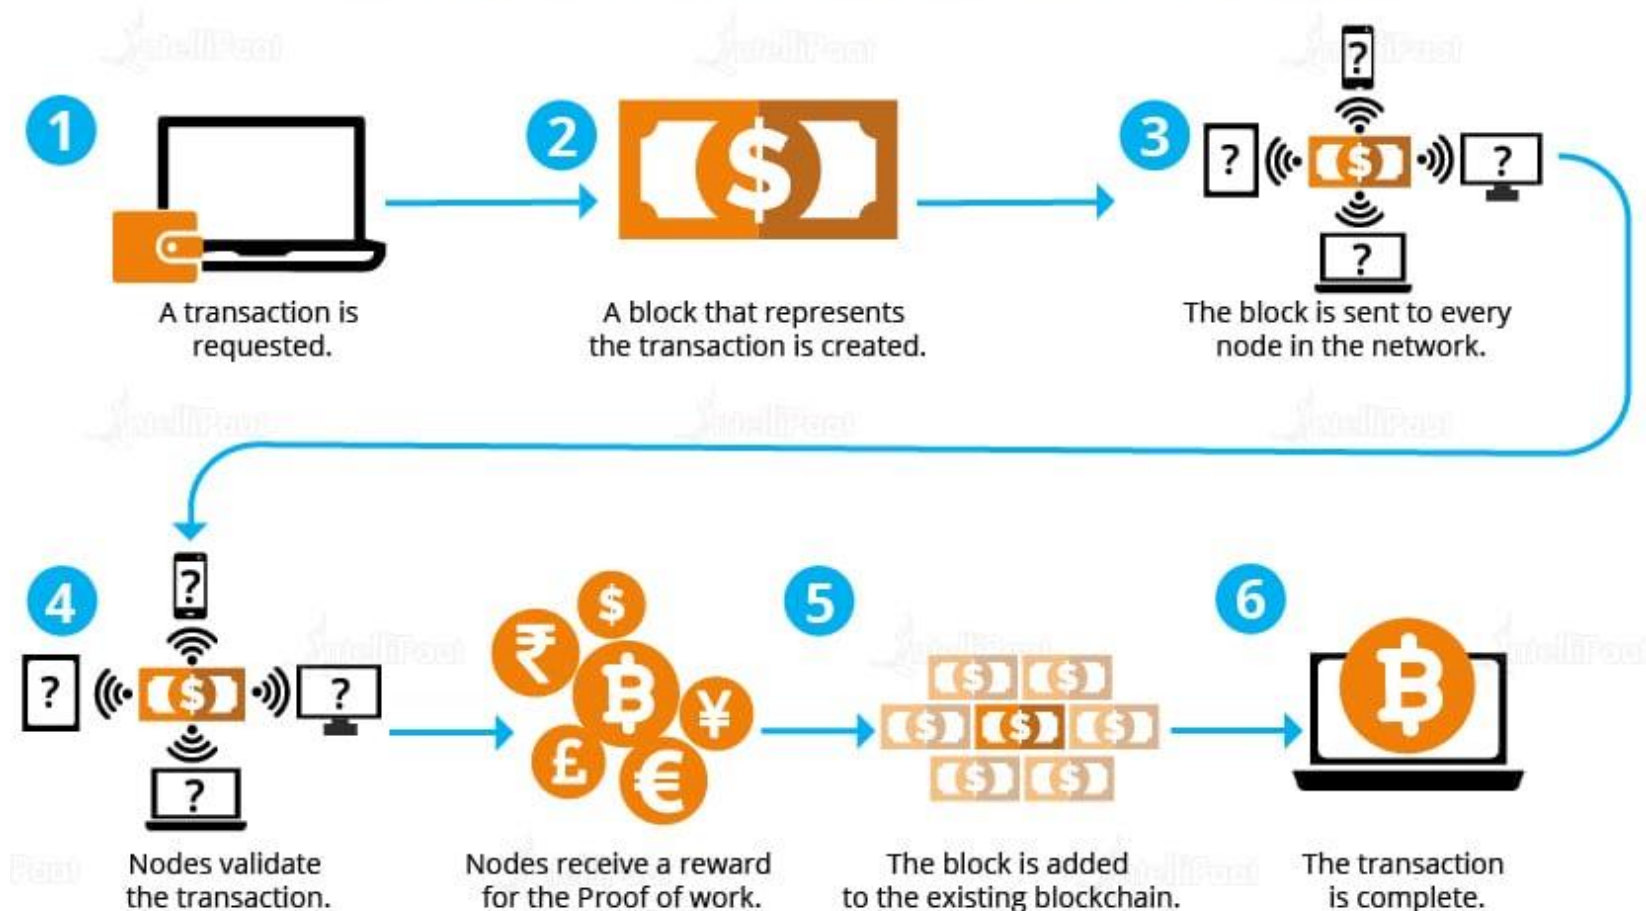 1
A transaction is
requested.
2
$
A block that represents
the transaction is created.
3
?
? $ ?
?
The block is sent to every
node in the network.
4
?
? $ ?
?
Nodes validate
the transaction.
$
₹
₿
¥
£
€
Nodes receive a reward
for the Proof of work.
5
$ $
$ $ $
$ $
The block is added
to the existing blockchain.
6
₿
The transaction
is complete.
IntelliPaat